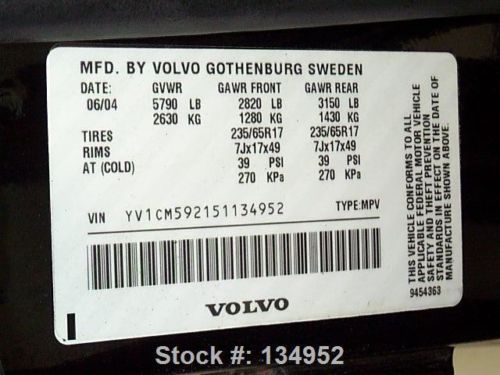 MFD. BY VOLVO GOTHENBURG SWEDEN
DATE: GVWR GAWR FRONT GAWR REAR
06/04 5790 LB 2820 LB 3150 LB
2630 KG 1280 KG 1430 KG
TIRES 235/65R17 235/65R17
RIMS 7Jx17x49 7Jx17x49
AT (COLD) 39 PSI 39 PSI
270 KPa 270 KPa
VIN YV1CM592151134952 TYPE:MPV
VOLVO
THIS VEHICLE CONFORMS TO ALL
APPLICABLE FEDERAL MOTOR VEHICLE
SAFETY AND THEFT PREVENTION
STANDARDS IN EFFECT ON THE DATE OF
MANUFACTURE SHOWN ABOVE.
9454363
Stock #: 134952